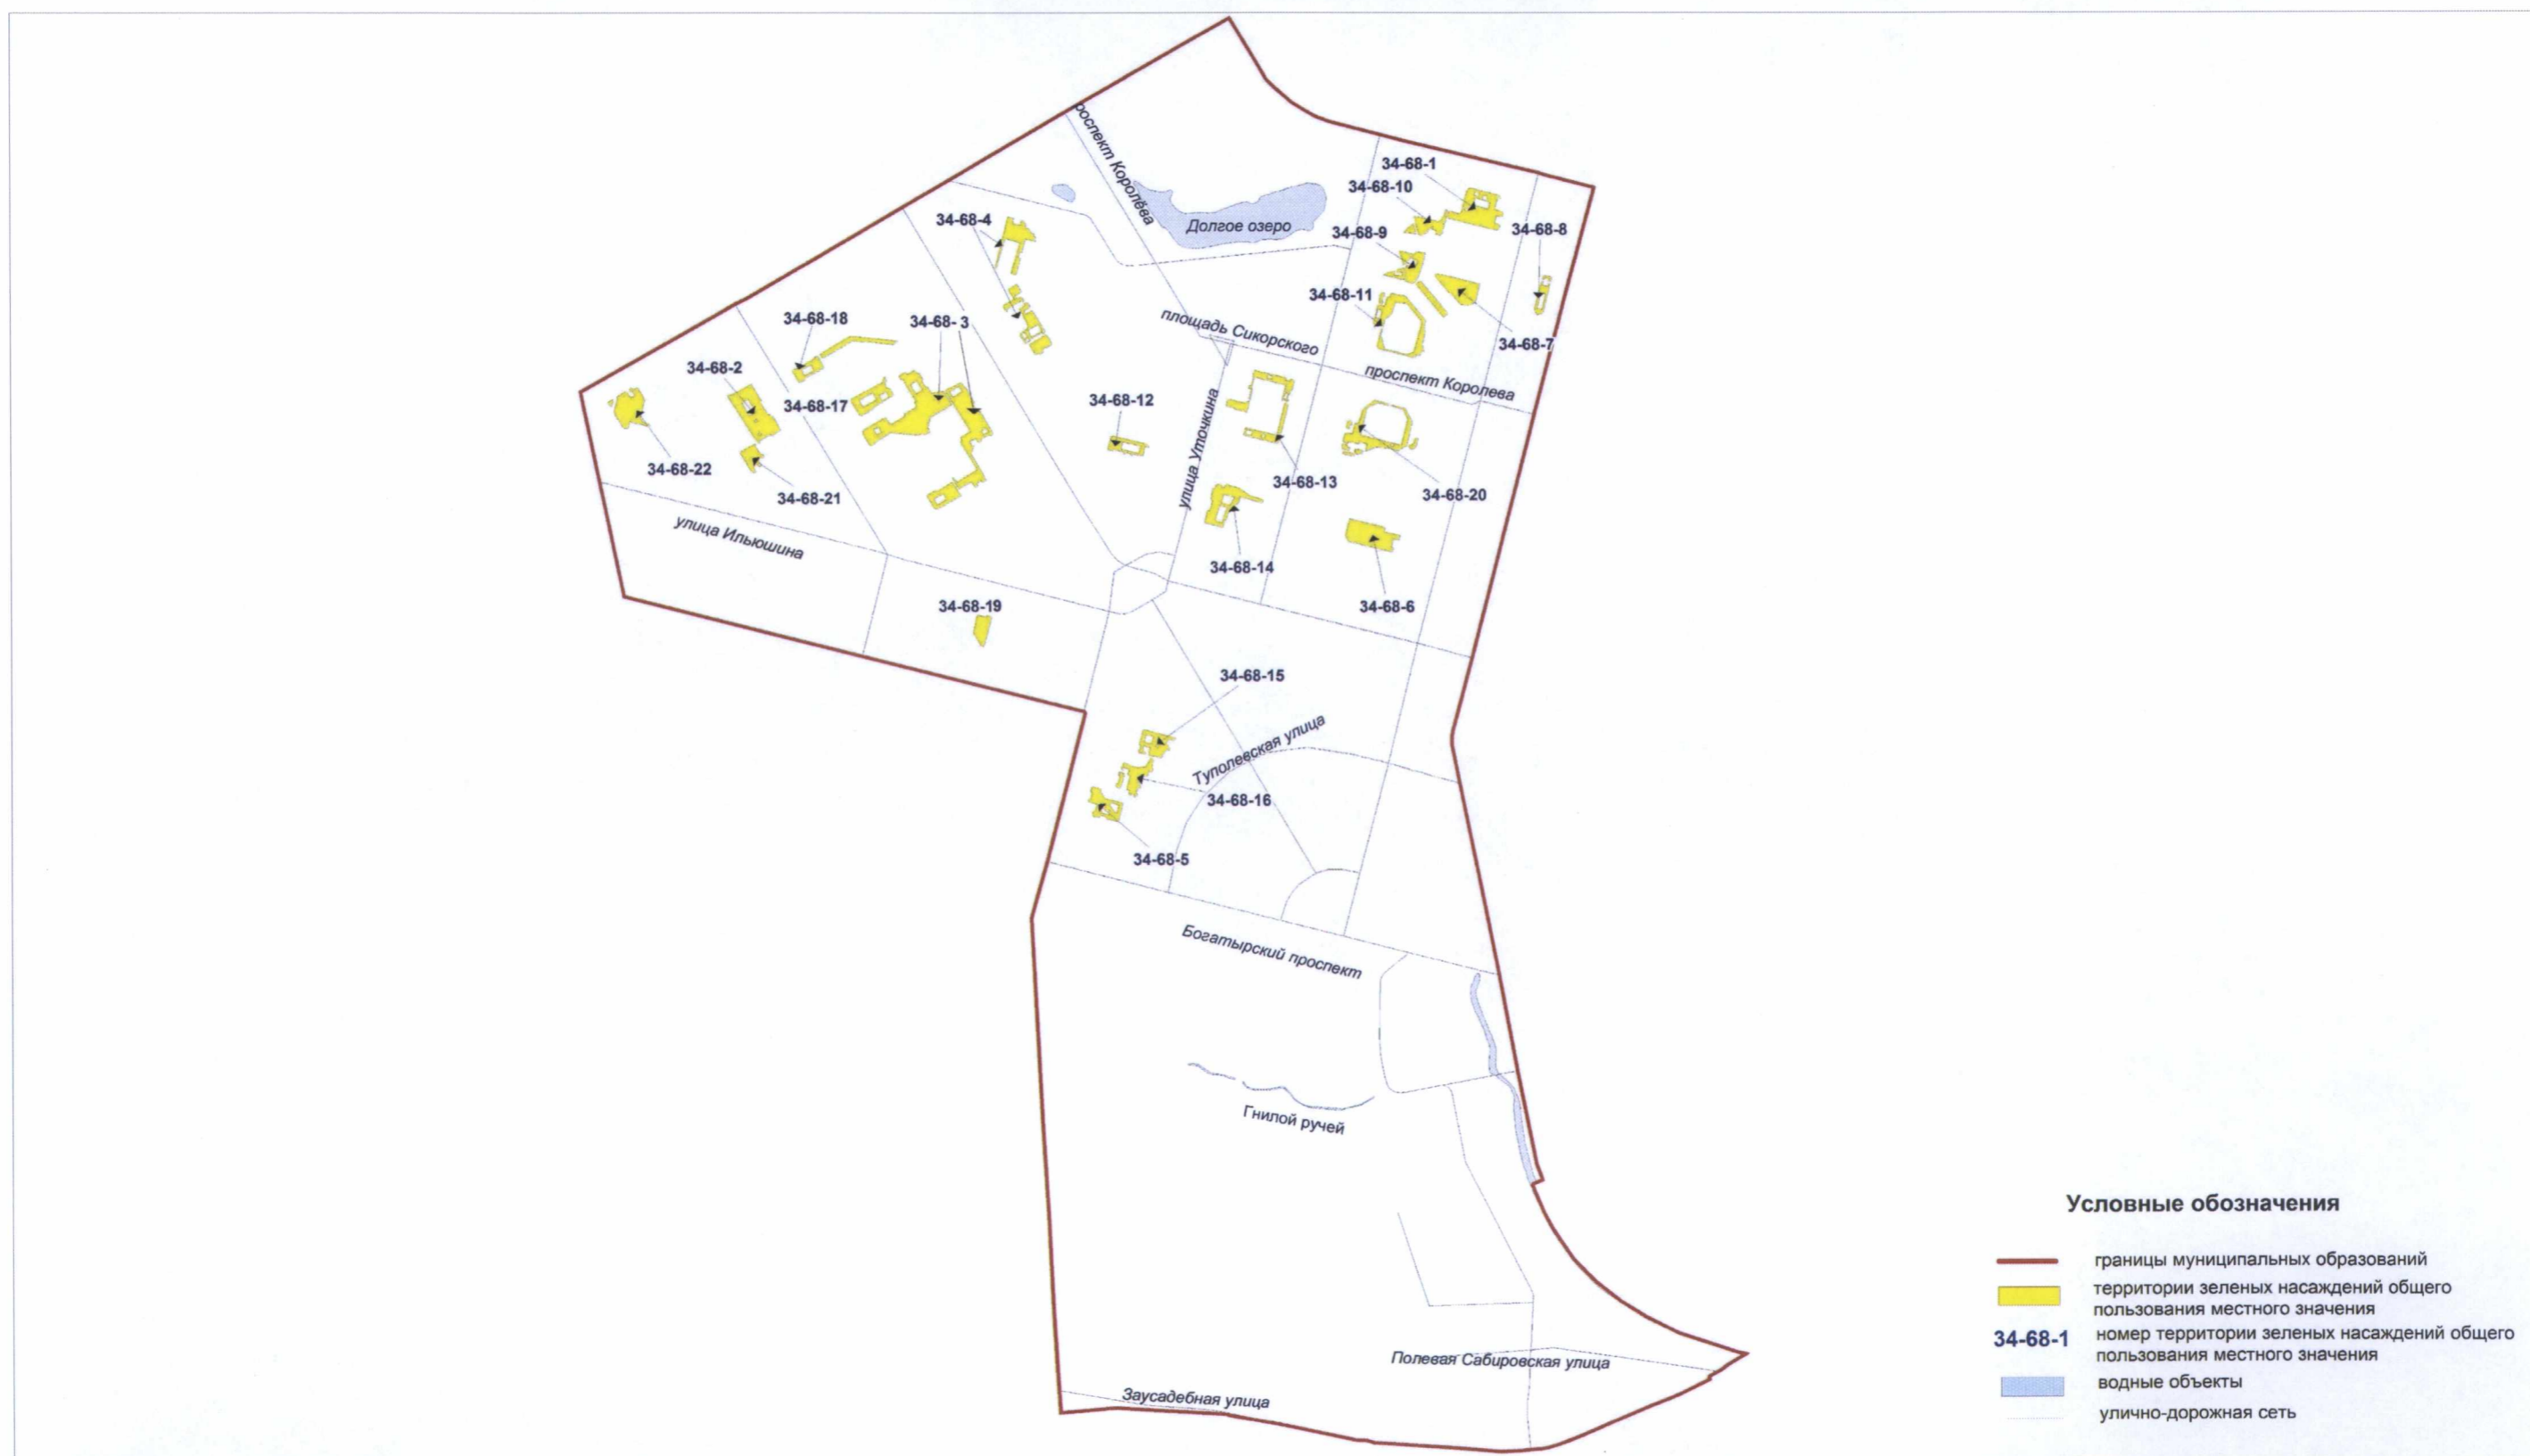 роспект Королёва
34-68-1
34-68-10
34-68-4
Долгое озеро
34-68-9
34-68-8
34-68-11
34-68-18
34-68- 3
площадь Сикорского
34-68-7
34-68-2
проспект Королева
34-68-17
34-68-12
улица Уточкина
34-68-22
34-68-21
34-68-13
34-68-20
улица Ильюшина
34-68-14
34-68-19
34-68-6
34-68-15
Туполевская улица
34-68-16
34-68-5
Богатырский проспект
Гнилой ручей
Полевая Сабировская улица
Заусадебная улица
Условные обозначения
границы муниципальных образований
территории зеленых насаждений общего
пользования местного значения
34-68-1
номер территории зеленых насаждений общего
пользования местного значения
водные объекты
улично-дорожная сеть